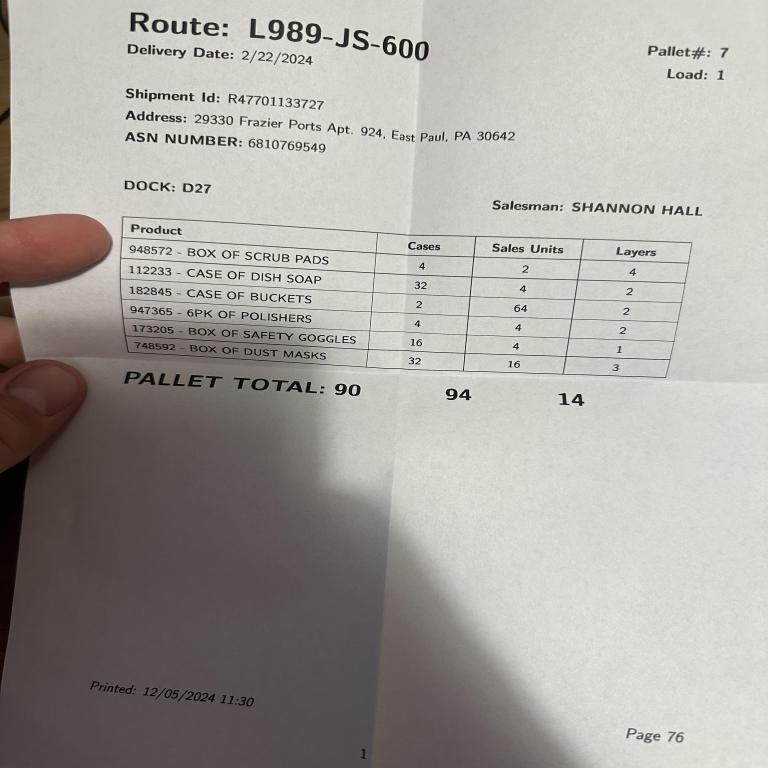 Route: L989-JS-600
Delivery Date: 2/22/2024
Pallet#: 7
Load: 1
Shipment Id: R47701133727
Address: 29330 Frazier Ports Apt. 924, East Paul, PA 30642
ASN NUMBER: 6810769549
DOCK: D27
Salesman: SHANNON HALL
Product Cases Sales Units Layers
948572 - BOX OF SCRUB PADS 4 2 4
112233 - CASE OF DISH SOAP 32 4 2
182845 - CASE OF BUCKETS 2 64 2
947365 - 6PK OF POLISHERS 4 4 2
173205 - BOX OF SAFETY GOGGLES 16 4 1
748592 - BOX OF DUST MASKS 32 16 3
PALLET TOTAL: 90 94 14
Printed: 12/05/2024 11:30
Page 76
1